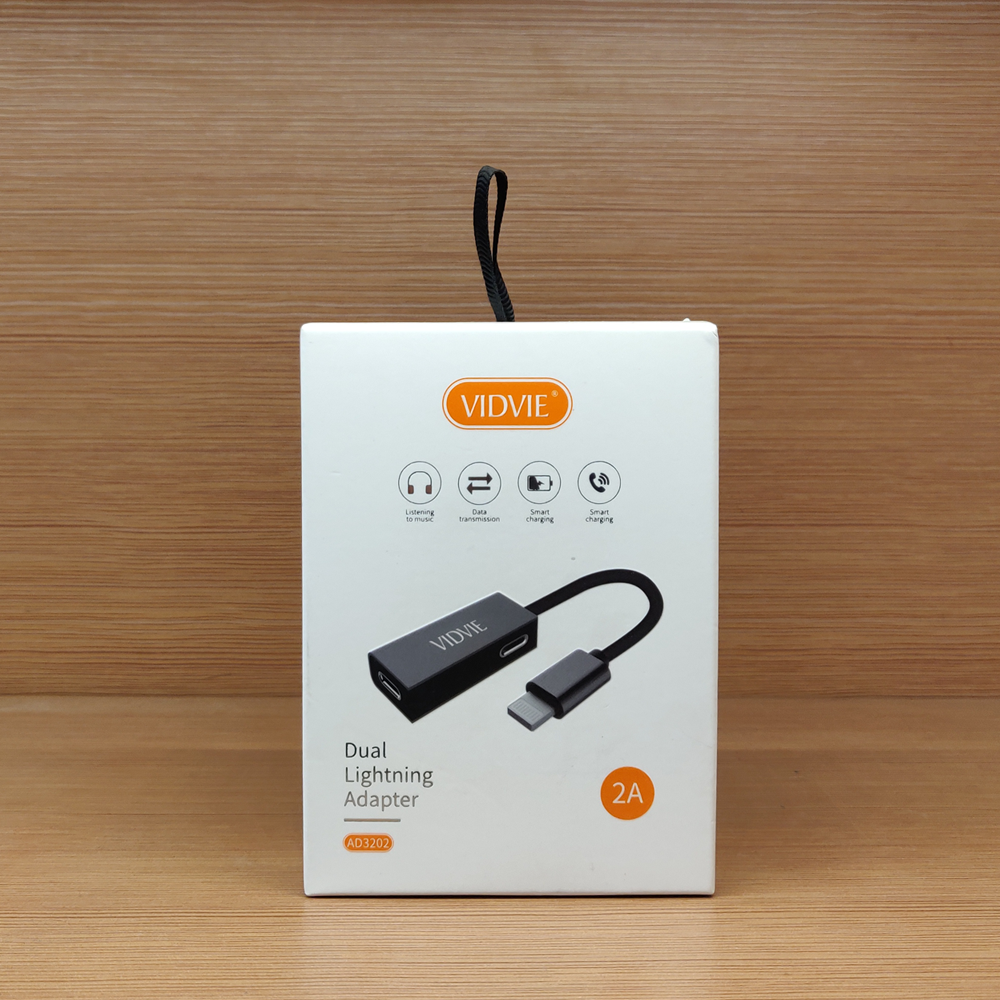 VIDVIE®
Listening
to music
Data
transmission
Smart
charging
Smart
charging
VIDVIE
Dual
Lightning
Adapter
2A
AD3202